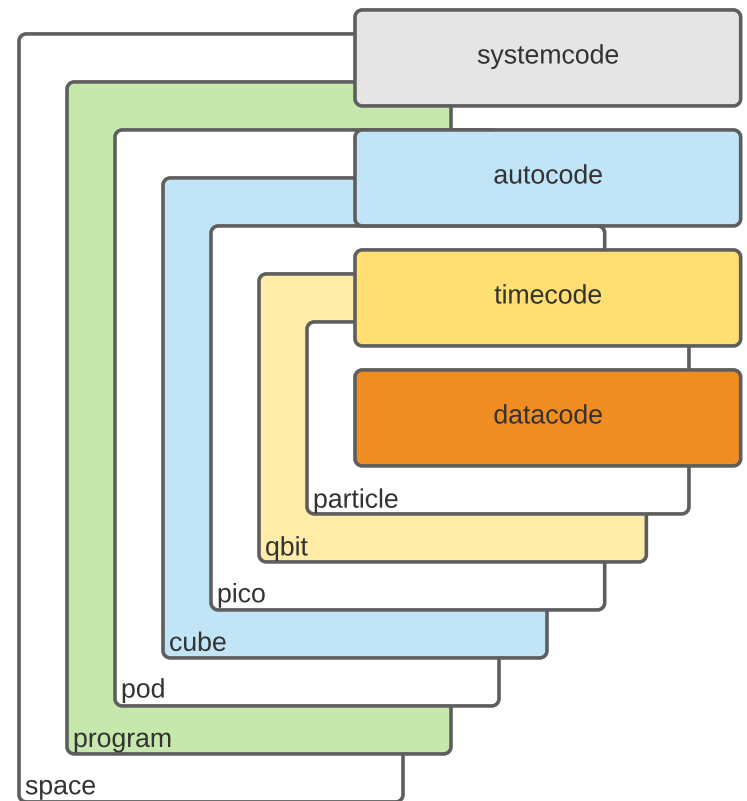 systemcode
autocode
timecode
datacode
particle
qbit
pico
cube
pod
program
space